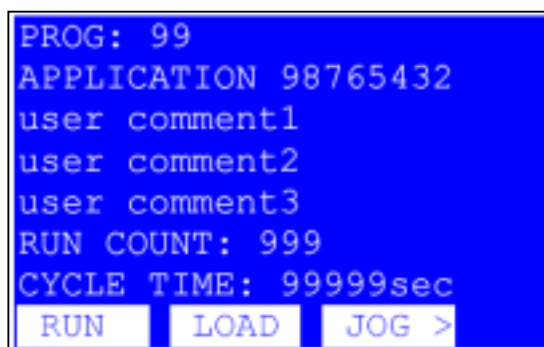 PROG: 99
APPLICATION 98765432
user comment1
user comment2
user comment3
RUN COUNT: 999
CYCLE TIME: 99999sec
RUN LOAD JOG >